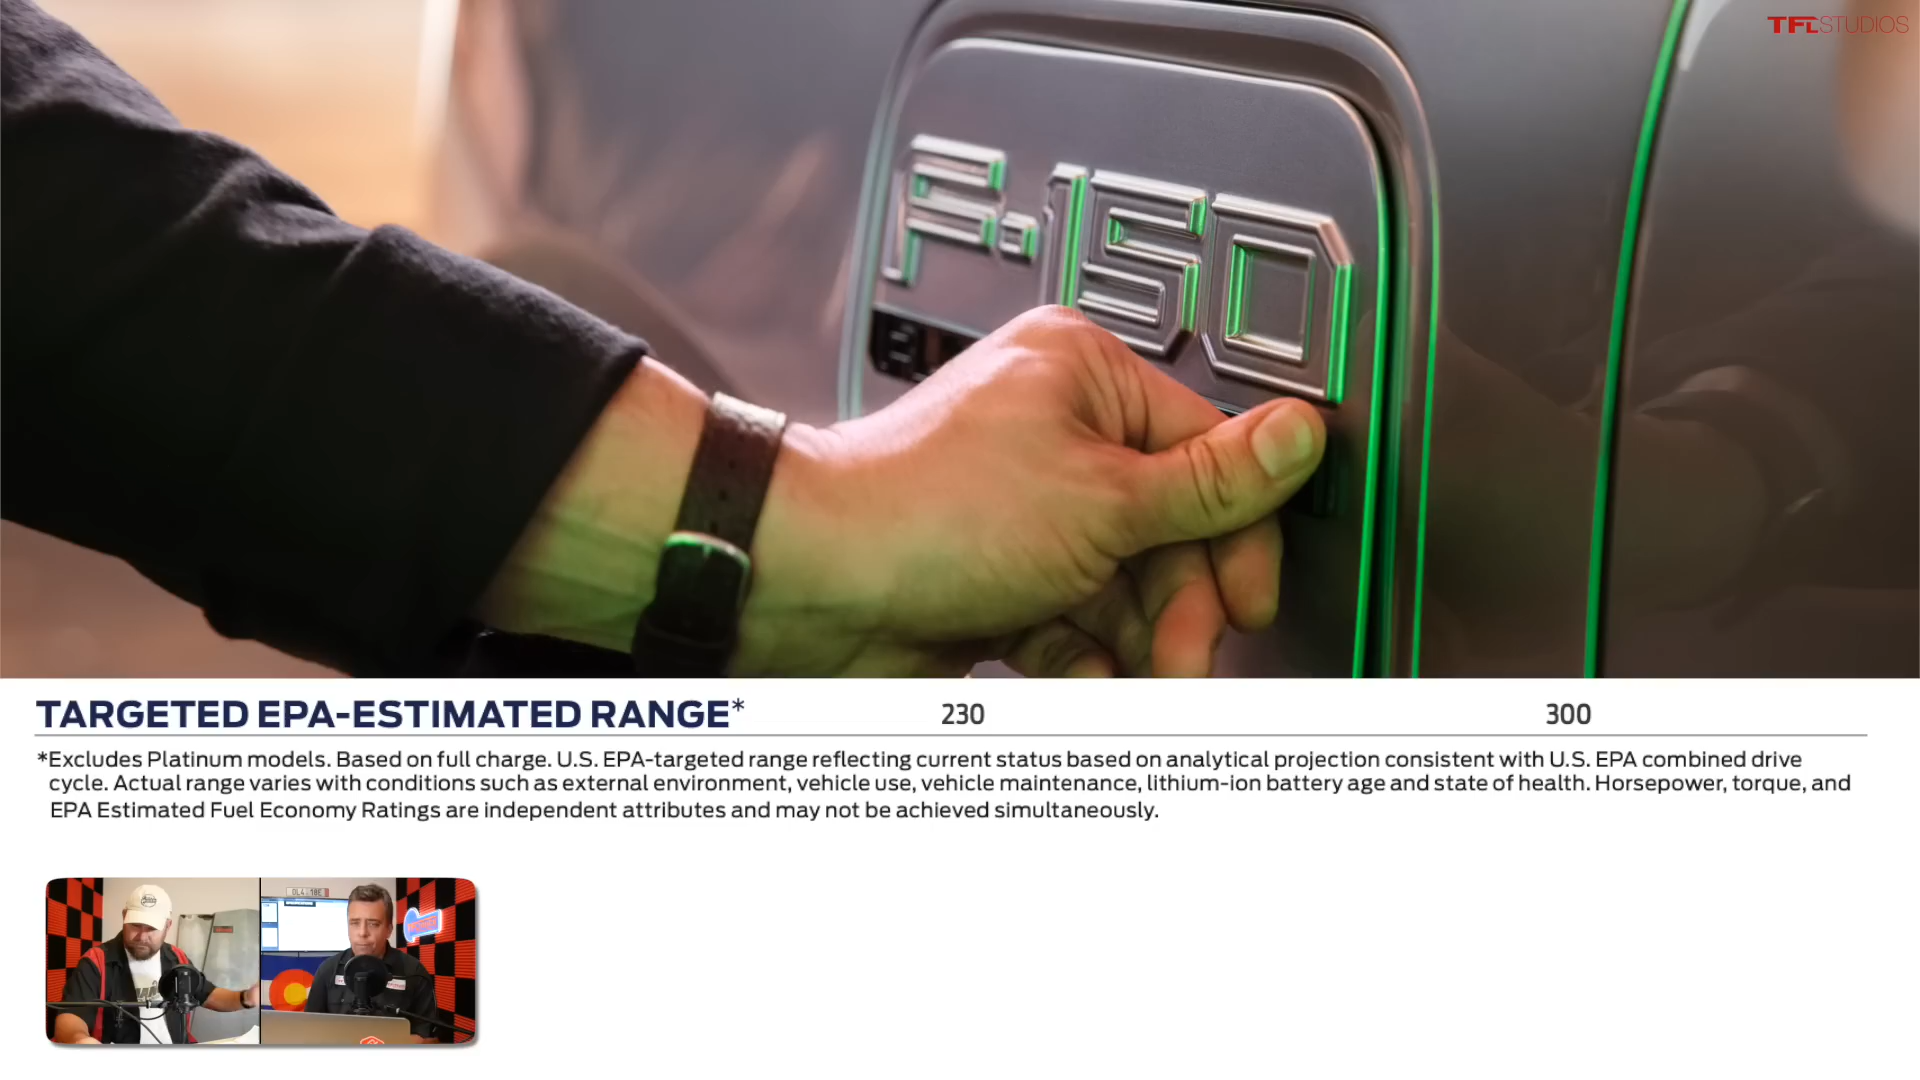 TFLSTUDIOS
F-150
TARGETED EPA-ESTIMATED RANGE* 230 300
*Excludes Platinum models. Based on full charge. U.S. EPA-targeted range reflecting current status based on analytical projection consistent with U.S. EPA combined drive
cycle. Actual range varies with conditions such as external environment, vehicle use, vehicle maintenance, lithium-ion battery age and state of health. Horsepower, torque, and
EPA Estimated Fuel Economy Ratings are independent attributes and may not be achieved simultaneously.